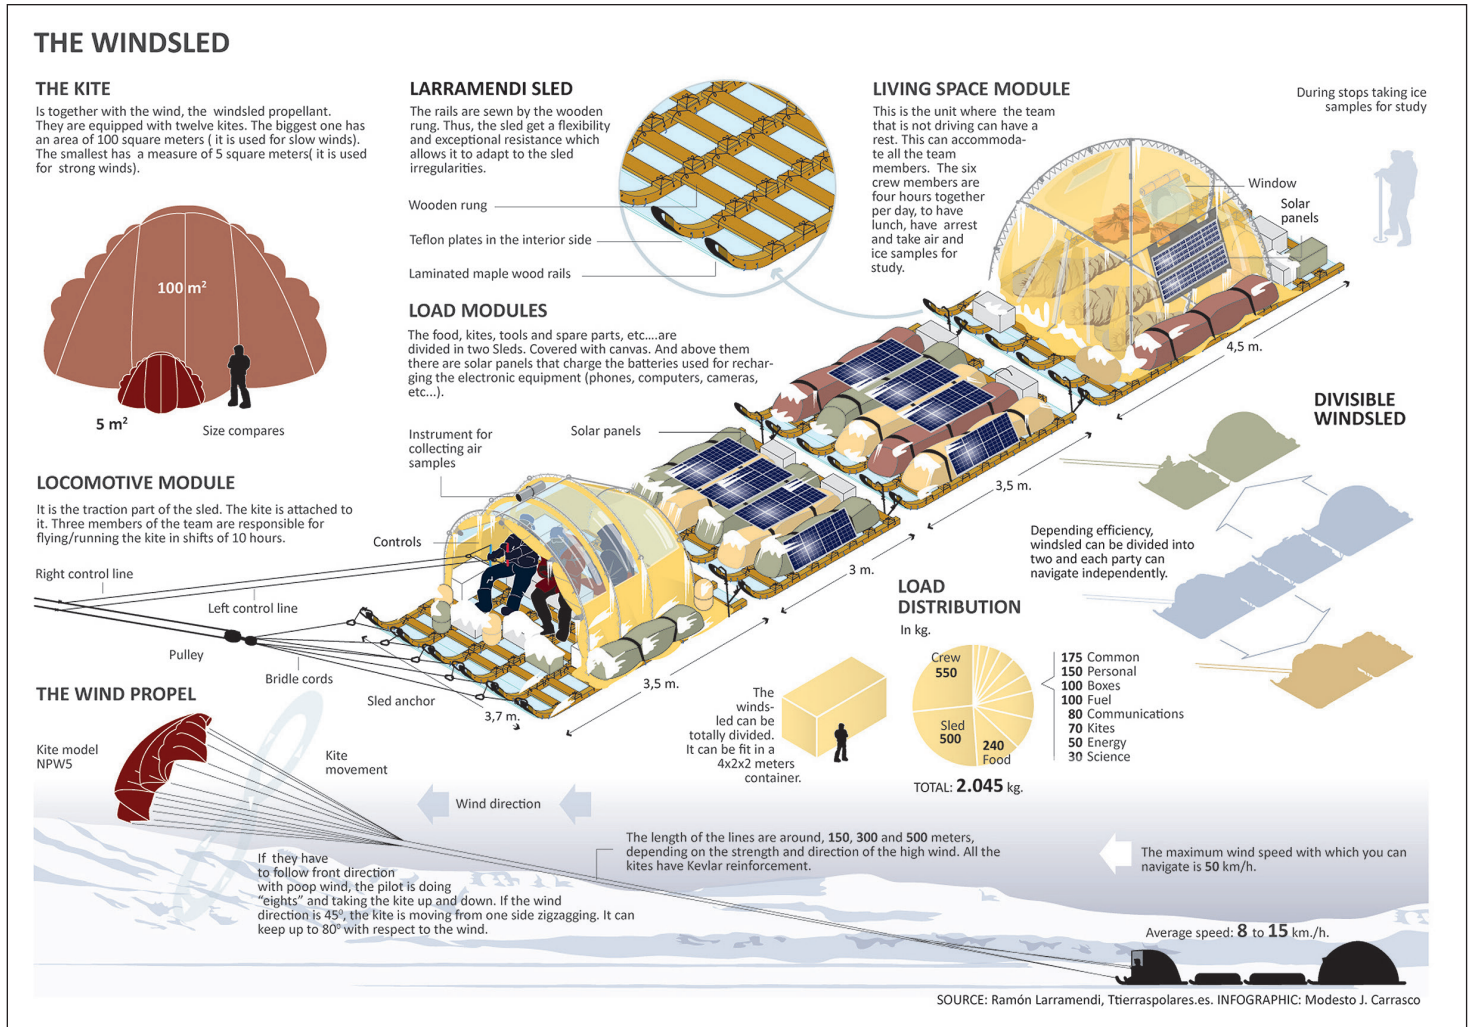 THE WINDSLED
THE KITE
Is together with the wind, the windsled propellant.
They are equipped with twelve kites. The biggest one has
an area of 100 square meters ( it is used for slow winds).
The smallest has a measure of 5 square meters( it is used
for strong winds).
100 m²
5 m²
Size compares
LARRAMENDI SLED
The rails are sewn by the wooden
rung. Thus, the sled get a flexibility
and exceptional resistance which
allows it to adapt to the sled
irregularities.
Wooden rung
Teflon plates in the interior side
Laminated maple wood rails
LIVING SPACE MODULE
This is the unit where the team
that is not driving can have a
rest. This can accommoda-
te all the team
members. The six
crew members are
four hours together
per day, to have
lunch, have arrest
and take air and
ice samples for
study.
Window
Solar
panels
During stops taking ice
samples for study
LOAD MODULES
The food, kites, tools and spare parts, etc....are
divided in two Sleds. Covered with canvas. And above them
there are solar panels that charge the batteries used for rechar-
ging the electronic equipment (phones, computers, cameras,
etc...).
Instrument for
collecting air
samples
Solar panels
4,5 m.
3,5 m.
3 m.
3,5 m.
3,7 m.
LOCOMOTIVE MODULE
It is the traction part of the sled. The kite is attached to
it. Three members of the team are responsible for
flying/running the kite in shifts of 10 hours.
Controls
Right control line
Left control line
Pulley
Bridle cords
Sled anchor
DIVISIBLE
WINDSLED
Depending efficiency,
windsled can be divided into
two and each party can
navigate independently.
LOAD
DISTRIBUTION
In kg.
Crew
550
Sled
500
240
Food
175 Common
150 Personal
100 Boxes
100 Fuel
80 Communications
70 Kites
50 Energy
30 Science
TOTAL: 2.045 kg.
The
winds-
led can be
totally divided.
It can be fit in a
4x2x2 meters
container.
THE WIND PROPEL
Kite model
NPW5
Kite
movement
Wind direction
If they have
to follow front direction
with poop wind, the pilot is doing
“eights” and taking the kite up and down. If the wind
direction is 45⁰, the kite is moving from one side zigzagging. It can
keep up to 80⁰ with respect to the wind.
The length of the lines are around, 150, 300 and 500 meters,
depending on the strength and direction of the high wind. All the
kites have Kevlar reinforcement.
The maximum wind speed with which you can
navigate is 50 km/h.
Average speed: 8 to 15 km./h.
SOURCE: Ramón Larramendi, Ttierraspolares.es. INFOGRAPHIC: Modesto J. Carrasco